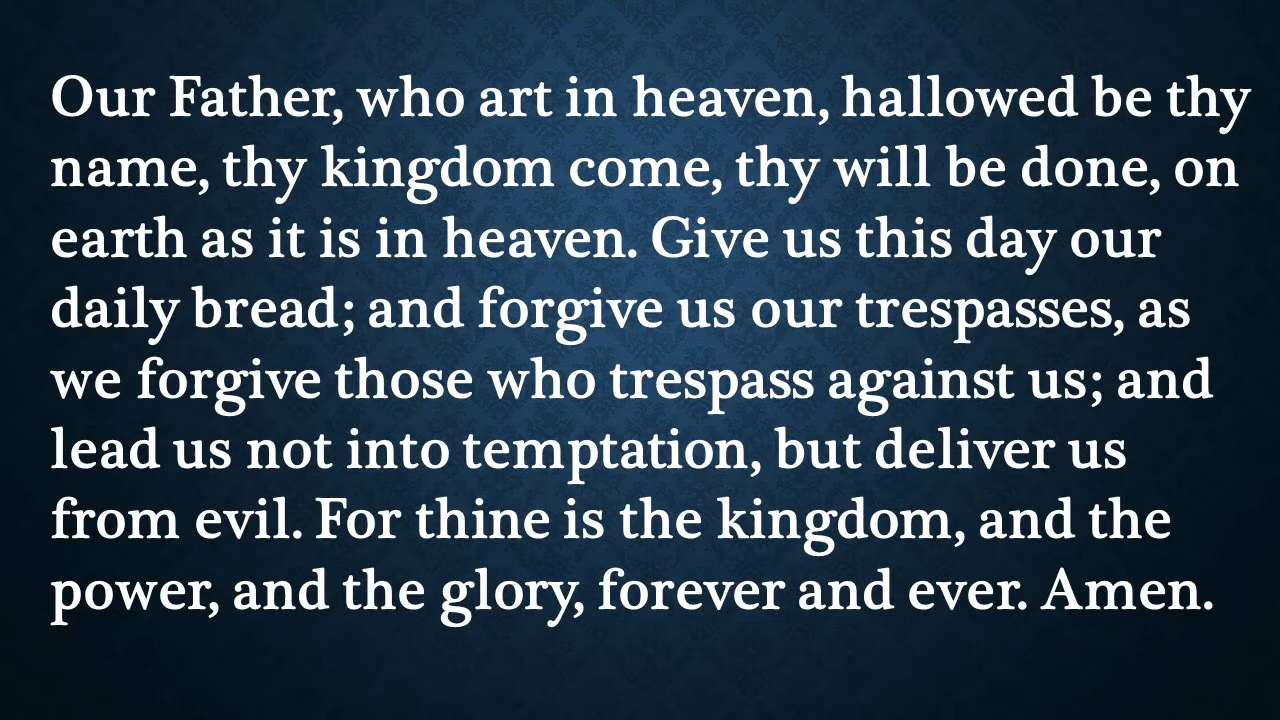 Our Father, who art in heaven, hallowed be thy
name, thy kingdom come, thy will be done, on
earth as it is in heaven. Give us this day our
daily bread; and forgive us our trespasses, as
we forgive those who trespass against us; and
lead us not into temptation, but deliver us
from evil. For thine is the kingdom, and the
power, and the glory, forever and ever. Amen.